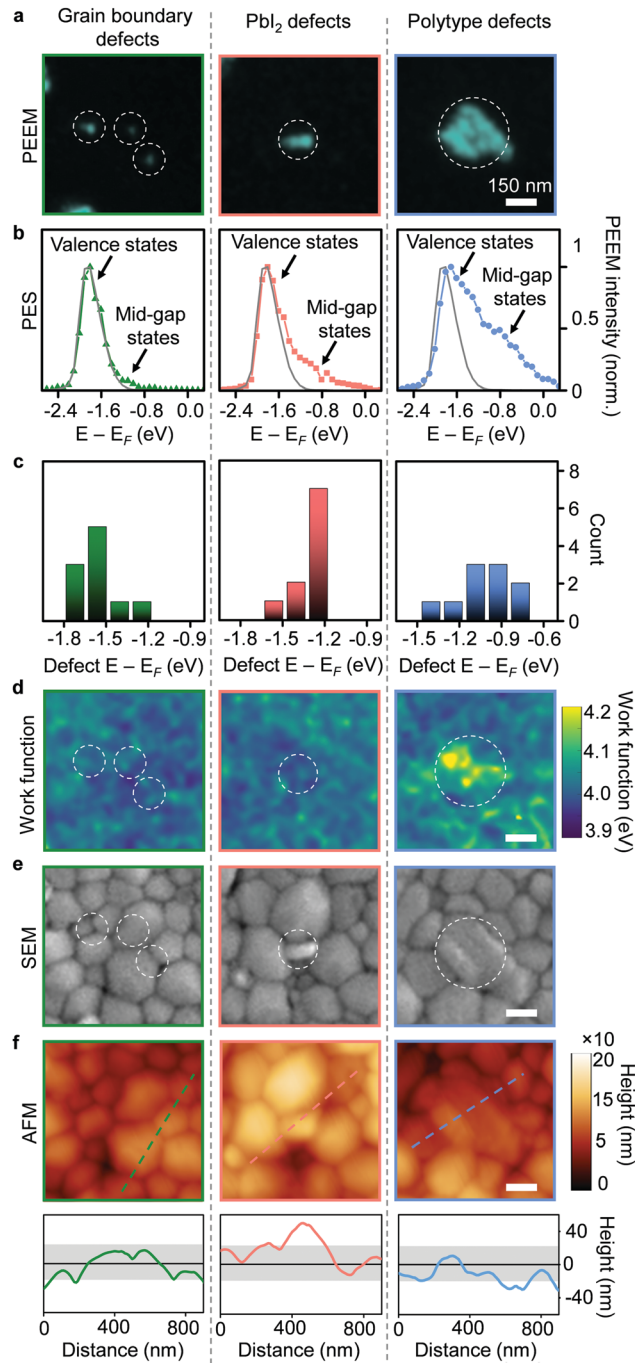 a
Grain boundary
defects
PbI₂ defects
Polytype defects
PEEM
150 nm
b
Valence states
Mid-gap
states
Valence states
Mid-gap
states
Valence states
Mid-gap
states
PES
1
0.5
0
PEEM intensity (norm.)
-2.4 -1.6 -0.8 0.0
-2.4 -1.6 -0.8 0.0
-2.4 -1.6 -0.8 0.0
E – E_F (eV)
E – E_F (eV)
E – E_F (eV)
c
8
6
4
2
0
Count
-1.8 -1.5 -1.2 -0.9
-1.8 -1.5 -1.2 -0.9
-1.5 -1.2 -0.9 -0.6
Defect E – E_F (eV)
Defect E – E_F (eV)
Defect E – E_F (eV)
d
Work function
4.2
4.1
4.0
3.9
Work function
(eV)
e
SEM
f
AFM
×10
20
10
5
0
Height (nm)
40
0
-40
Height
(nm)
0 400 800
0 400 800
0 400 800
Distance (nm)
Distance (nm)
Distance (nm)